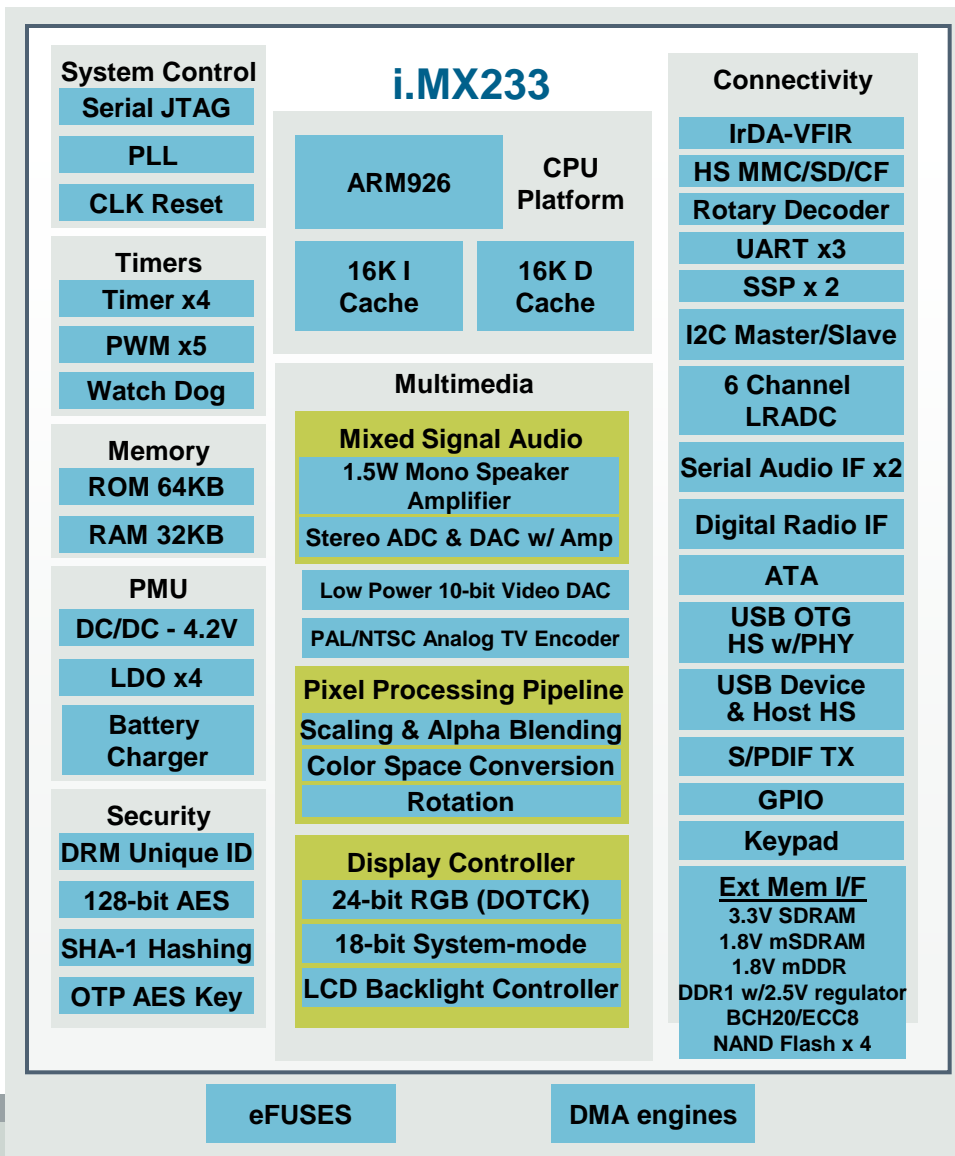 System Control
Serial JTAG
PLL
CLK Reset
Timers
Timer x4
PWM x5
Watch Dog
Memory
ROM 64KB
RAM 32KB
PMU
DC/DC - 4.2V
LDO x4
Battery
Charger
Security
DRM Unique ID
128-bit AES
SHA-1 Hashing
OTP AES Key
i.MX233
ARM926
CPU
Platform
16K I
Cache
16K D
Cache
Multimedia
Mixed Signal Audio
1.5W Mono Speaker
Amplifier
Stereo ADC & DAC w/ Amp
Low Power 10-bit Video DAC
PAL/NTSC Analog TV Encoder
Pixel Processing Pipeline
Scaling & Alpha Blending
Color Space Conversion
Rotation
Display Controller
24-bit RGB (DOTCK)
18-bit System-mode
LCD Backlight Controller
Connectivity
IrDA-VFIR
HS MMC/SD/CF
Rotary Decoder
UART x3
SSP x 2
I2C Master/Slave
6 Channel
LRADC
Serial Audio IF x2
Digital Radio IF
ATA
USB OTG
HS w/PHY
USB Device
& Host HS
S/PDIF TX
GPIO
Keypad
Ext Mem I/F
3.3V SDRAM
1.8V mSDRAM
1.8V mDDR
DDR1 w/2.5V regulator
BCH20/ECC8
NAND Flash x 4
eFUSES
DMA engines